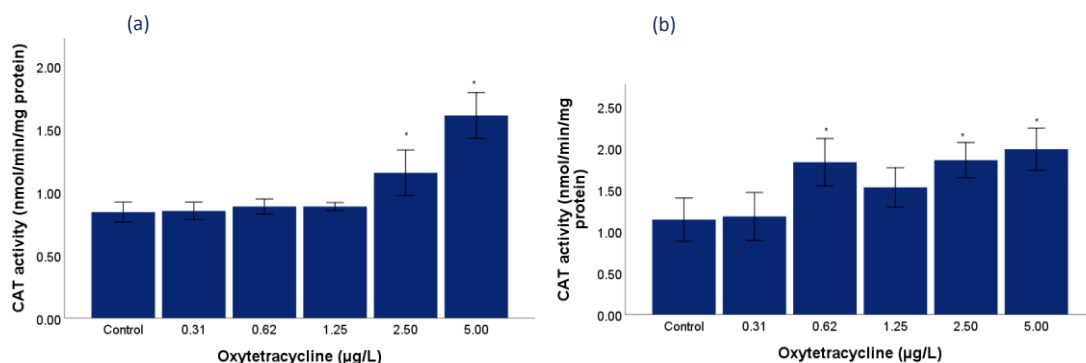 (a)
CAT activity (nmol/min/mg protein)
2.00
1.50
1.00
0.50
0.00
*
*
Control 0.31 0.62 1.25 2.50 5.00
Oxytetracycline (µg/L)
(b)
CAT activity (nmol/min/mg
protein)
2.50
2.00
1.50
1.00
0.50
0.00
*
*
*
Control 0.31 0.62 1.25 2.50 5.00
Oxytetracycline (µg/L)